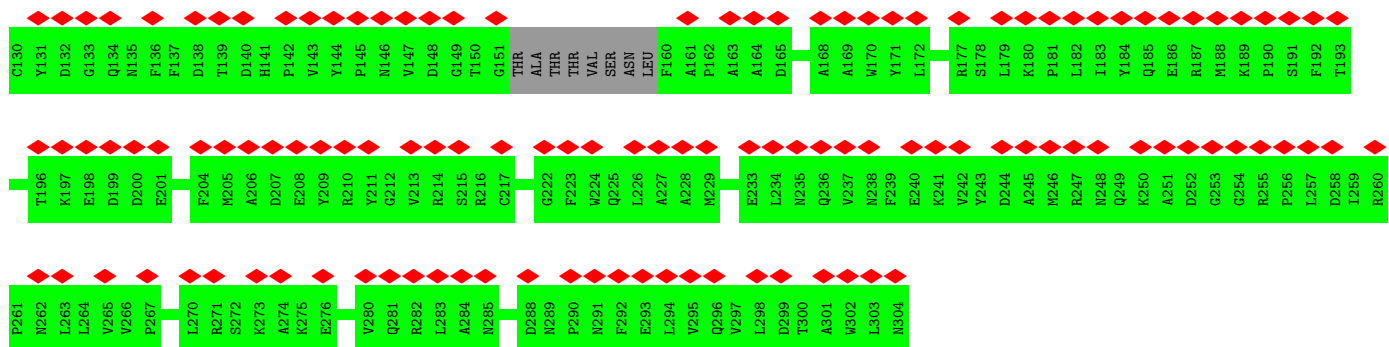 C130 Y131 D132 G133 Q134 N135 F136 F137 D138 T139 D140 H141 P142 V143 Y144 P145 N146 V147 D148 G149 T150 G151 THR ALA THR THR VAL SER ASN LEU F160 A161 P162 A163 A164 D165 A168 A169 W170 Y171 L172 R177 S178 L179 K180 P181 L182 I183 Y184 Q185 E186 R187 M188 K189 P190 S191 F192 T193
T196 K197 E198 D199 D200 E201 F204 M205 A206 D207 E208 Y209 R210 Y211 G212 V213 R214 S215 R216 C217 G222 F223 W224 Q225 L226 A227 A228 M229 E233 L234 N235 Q236 V237 N238 F239 E240 K241 V242 Y243 D244 A245 M246 R247 N248 Q249 K250 A251 D252 G253 G254 R255 P256 L257 D258 I259 R260
P261 N262 L263 L264 V265 V266 P267 L270 R271 S272 K273 A274 K275 E276 V280 Q281 R282 L283 A284 N285 D288 N289 P290 N291 F292 E293 L294 V295 Q296 V297 L298 D299 T300 A301 W302 L303 N304